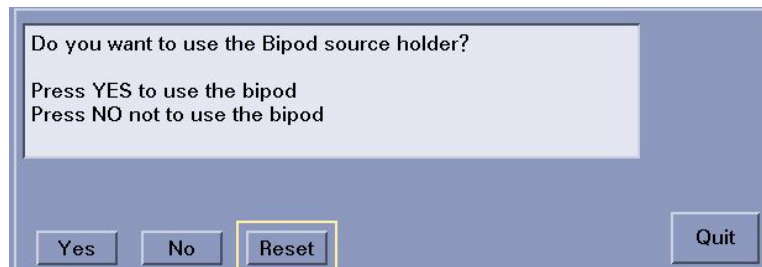 Do you want to use the Bipod source holder?
Press YES to use the bipod
Press NO not to use the bipod
Yes No Reset Quit